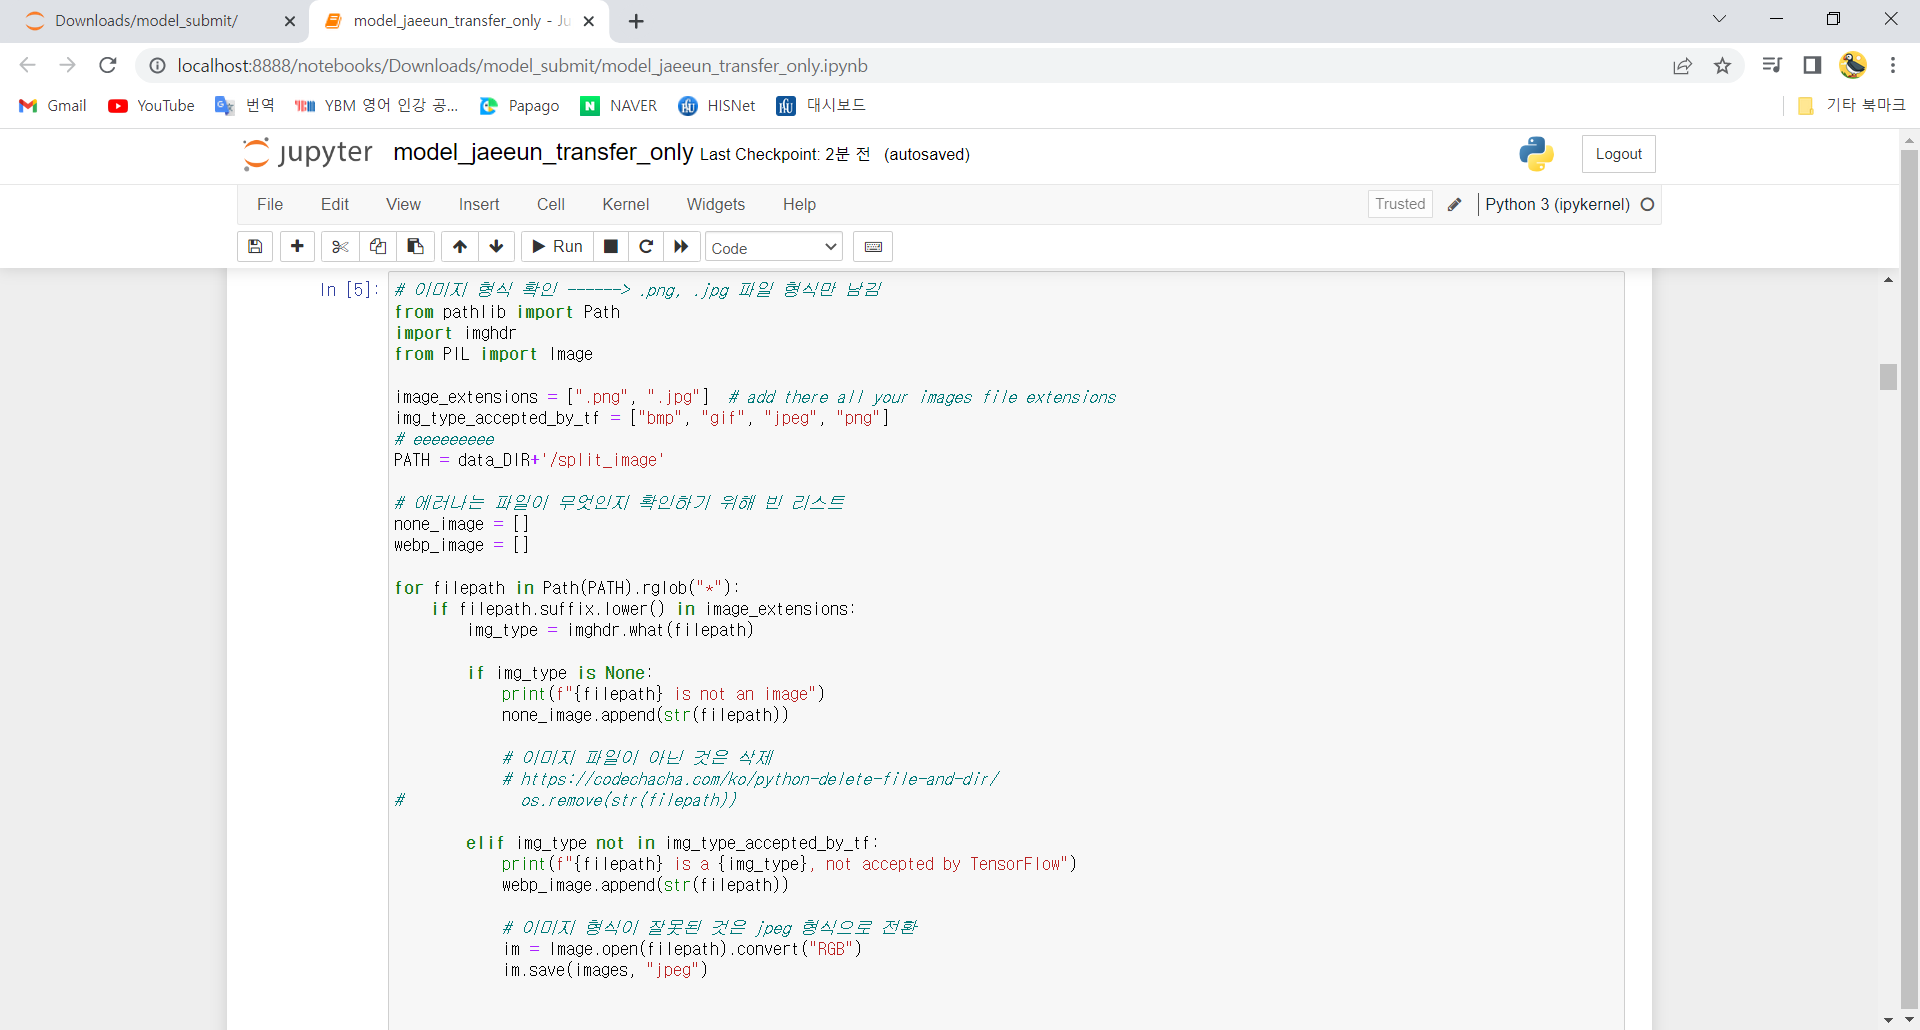 Downloads/model_submit/
model_jaeeun_transfer_only - Ju
localhost:8888/notebooks/Downloads/model_submit/model_jaeeun_transfer_only.ipynb
Gmail YouTube 번역 YBM 영어 인강 공... Papago NAVER HISNet 대시보드 기타 북마크
jupyter model_jaeeun_transfer_only Last Checkpoint: 2분 전 (autosaved) Logout
File Edit View Insert Cell Kernel Widgets Help Trusted Python 3 (ipykernel)
Run Code
In [5]: # 이미지 형식 확인 ------> .png, .jpg 파일 형식만 남김
from pathlib import Path
import imghdr
from PIL import Image
image_extensions = [".png", ".jpg"]  # add there all your images file extensions
img_type_accepted_by_tf = ["bmp", "gif", "jpeg", "png"]
# eeeeeeeee
PATH = data_DIR+'/split_image'
# 에러나는 파일이 무엇인지 확인하기 위해 빈 리스트
none_image = []
webp_image = []
for filepath in Path(PATH).rglob("*"):
    if filepath.suffix.lower() in image_extensions:
        img_type = imghdr.what(filepath)
        if img_type is None:
            print(f"{filepath} is not an image")
            none_image.append(str(filepath))
            # 이미지 파일이 아닌 것은 삭제
            # https://codechacha.com/ko/python-delete-file-and-dir/
#             os.remove(str(filepath))
        elif img_type not in img_type_accepted_by_tf:
            print(f"{filepath} is a {img_type}, not accepted by TensorFlow")
            webp_image.append(str(filepath))
            # 이미지 형식이 잘못된 것은 jpeg 형식으로 전환
            im = Image.open(filepath).convert("RGB")
            im.save(images, "jpeg")